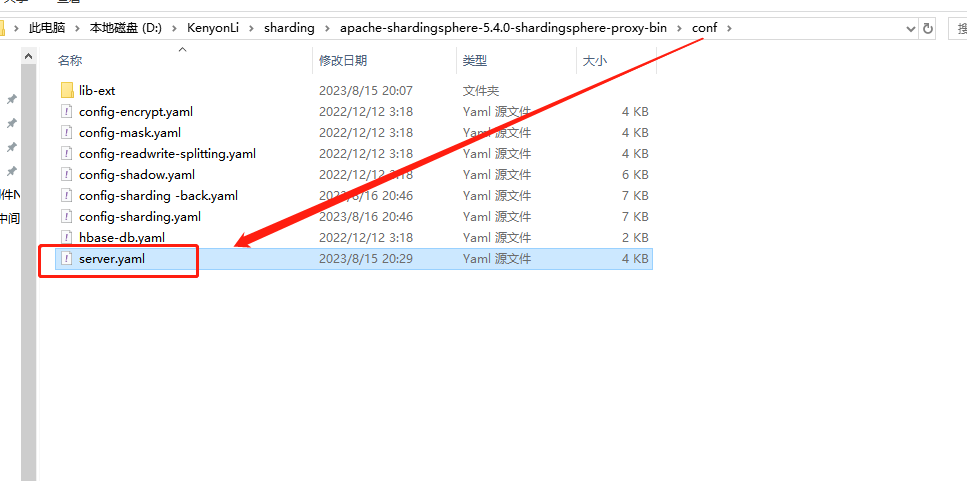 此电脑 › 本地磁盘 (D:) › KenyonLi › sharding › apache-shardingsphere-5.4.0-shardingsphere-proxy-bin › conf ›
名称 修改日期 类型 大小
lib-ext 2023/8/15 20:07 文件夹
config-encrypt.yaml 2022/12/12 3:18 Yaml 源文件 4 KB
config-mask.yaml 2022/12/12 3:18 Yaml 源文件 4 KB
config-readwrite-splitting.yaml 2022/12/12 3:18 Yaml 源文件 4 KB
config-shadow.yaml 2022/12/12 3:18 Yaml 源文件 6 KB
config-sharding -back.yaml 2023/8/16 20:46 Yaml 源文件 7 KB
config-sharding.yaml 2023/8/16 20:46 Yaml 源文件 7 KB
hbase-db.yaml 2022/12/12 3:18 Yaml 源文件 2 KB
server.yaml 2023/8/15 20:29 Yaml 源文件 4 KB
中间